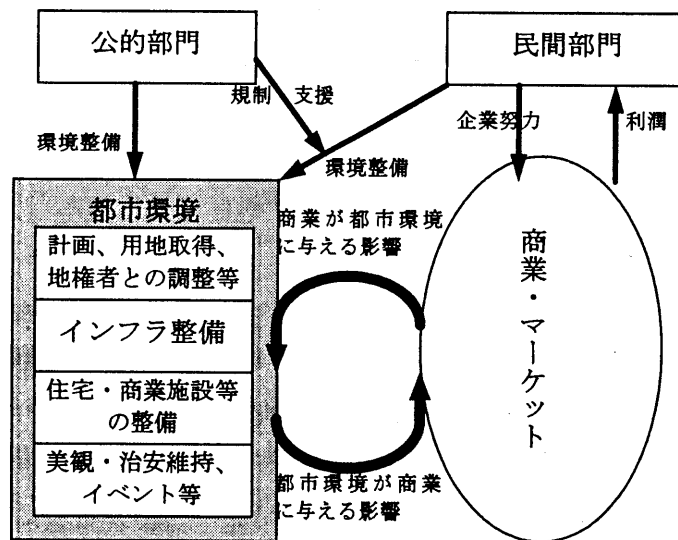 公的部門
民間部門
規制 支援
企業努力
利潤
環境整備
環境整備
都市環境
商業が都市環境
に与える影響
計画、用地取得、
地権者との調整等
インフラ整備
住宅・商業施設等
の整備
美観・治安維持、
イベント等
商業・マーケット
都市環境が商業
に与える影響